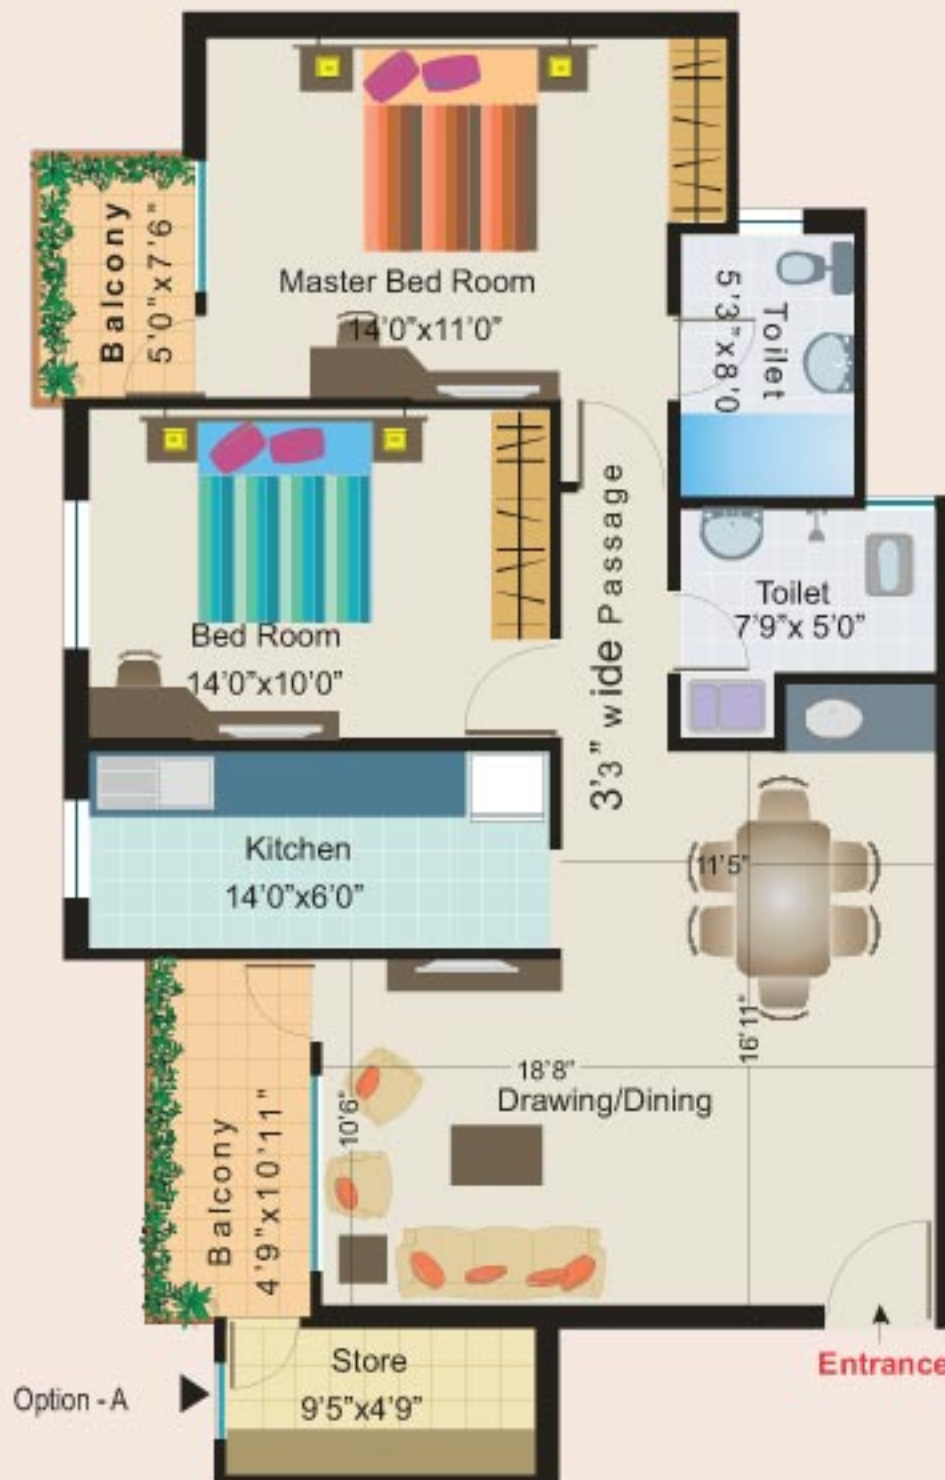 Master Bed Room
14'0"x11'0"
Balcony
5'0"x7'6"
Toilet
5'3"x8'0
3'3" wide Passage
Toilet
7'9"x 5'0"
Bed Room
14'0"x10'0"
Kitchen
14'0"x6'0"
11'5"
16'11"
18'8"
Drawing/Dining
10'6"
Balcony
4'9"x10'11"
Store
9'5"x4'9"
Option - A
Entrance